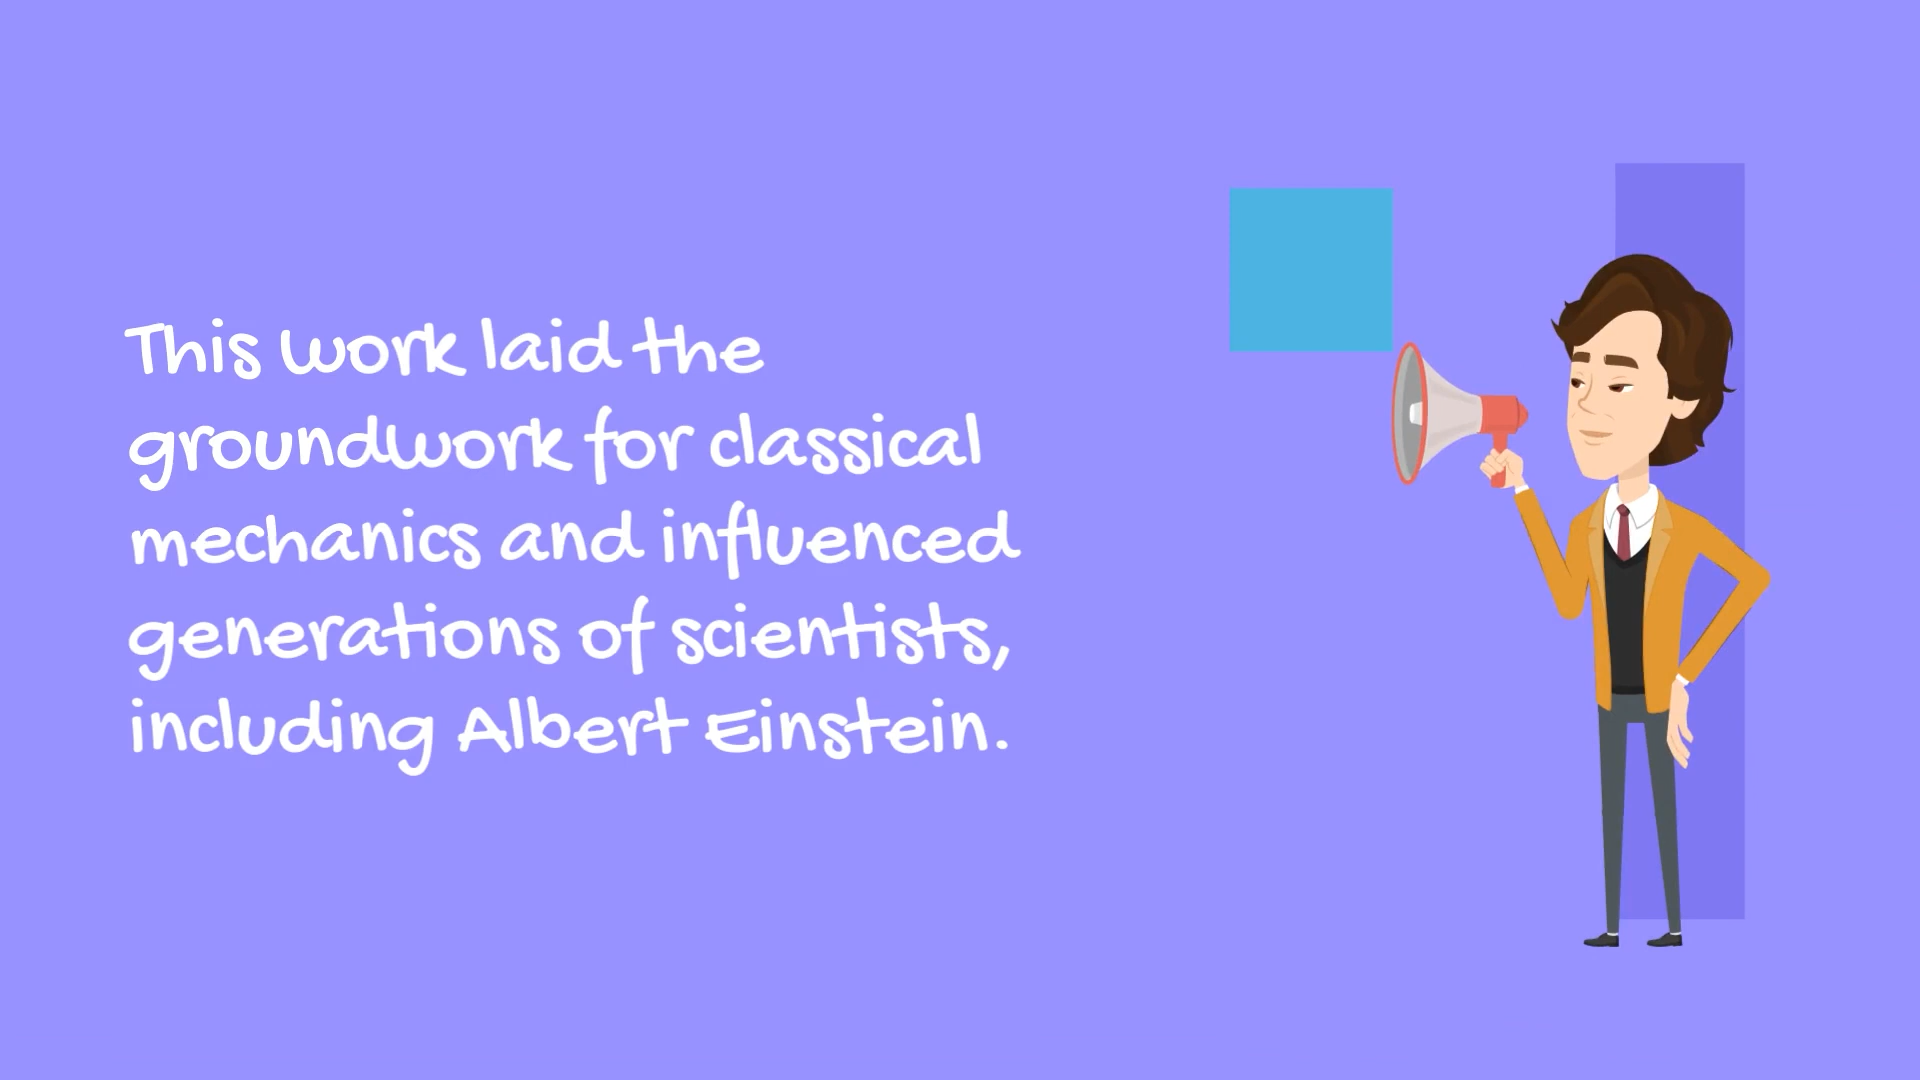 This work laid the
groundwork for classical
mechanics and influenced
generations of scientists,
including Albert Einstein.